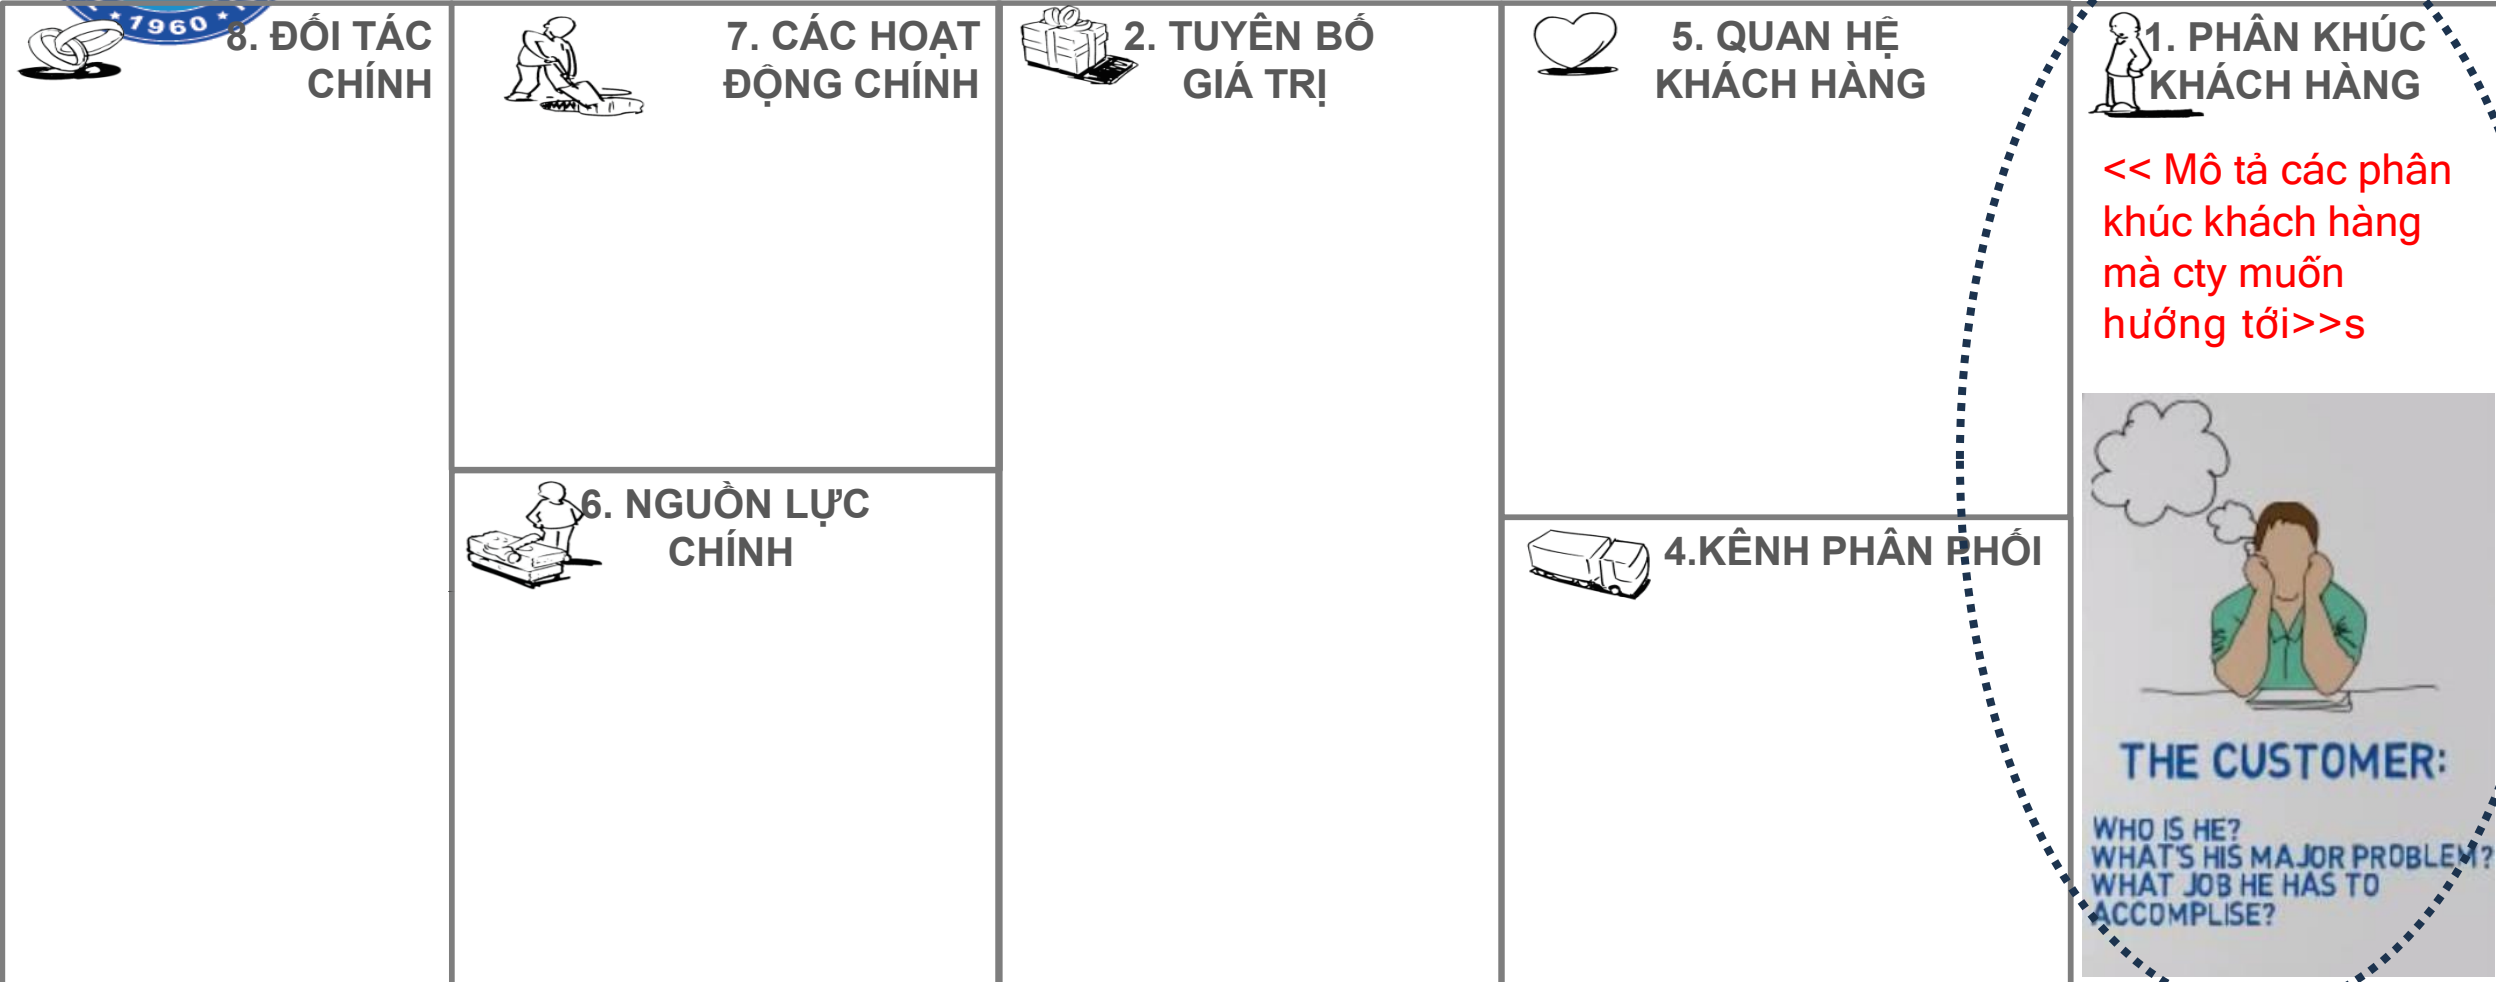 ★ 1960 ★
8. ĐỐI TÁC
CHÍNH
7. CÁC HOẠT
ĐỘNG CHÍNH
2. TUYÊN BỐ
GIÁ TRỊ
5. QUAN HỆ
KHÁCH HÀNG
1. PHÂN KHÚC
KHÁCH HÀNG
<< Mô tả các phân
khúc khách hàng
mà cty muốn
hướng tới>>s
6. NGUỒN LỰC
CHÍNH
4.KÊNH PHÂN PHỐI
THE CUSTOMER:
WHO IS HE?
WHAT'S HIS MAJOR PROBLEM?
WHAT JOB HE HAS TO
ACCOMPLISE?